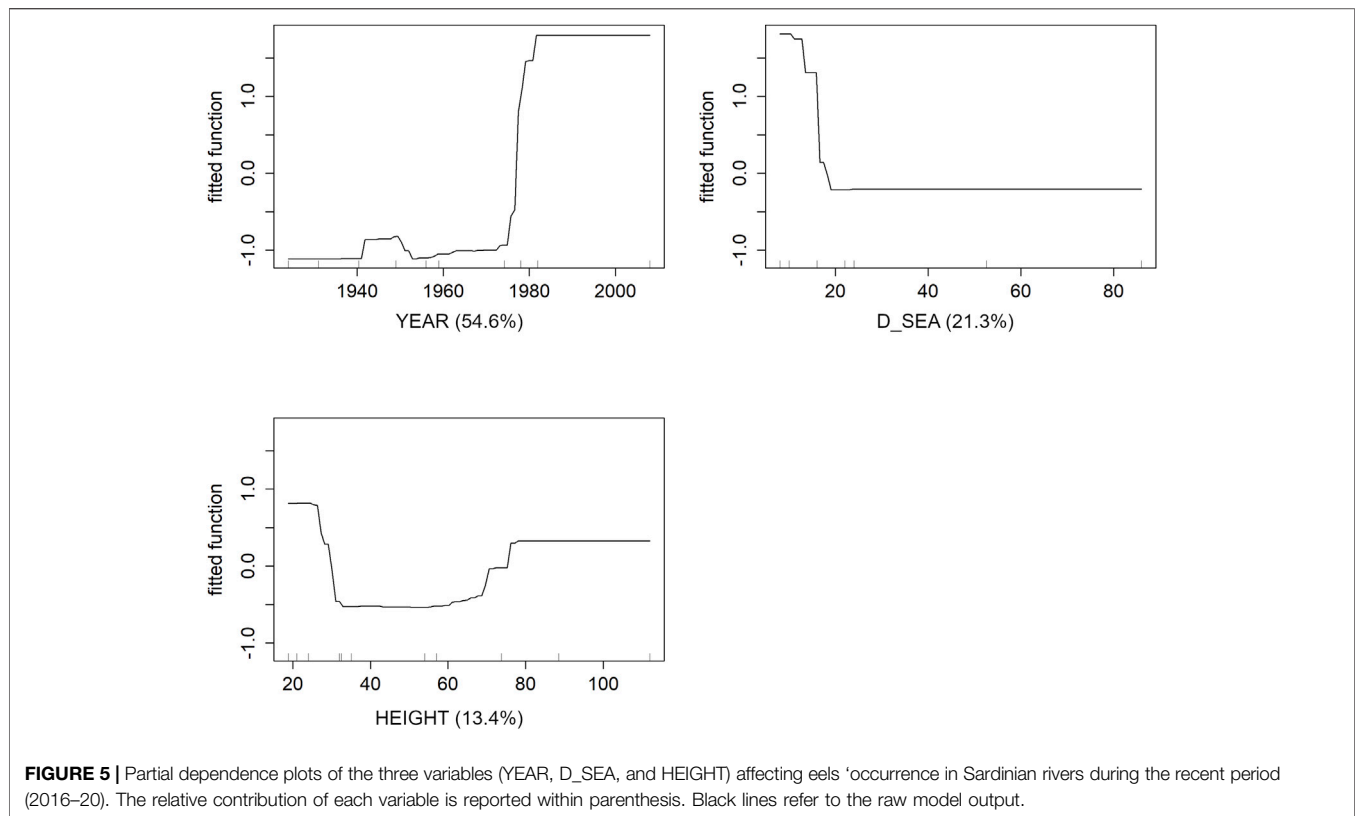 1.0
0.0
-1.0
fitted function
1940 1960 1980 2000
YEAR (54.6%)
1.0
0.0
-1.0
fitted function
20 40 60 80
D_SEA (21.3%)
1.0
0.0
-1.0
fitted function
20 40 60 80 100
HEIGHT (13.4%)
FIGURE 5 | Partial dependence plots of the three variables (YEAR, D_SEA, and HEIGHT) affecting eels ‘occurrence in Sardinian rivers during the recent period
(2016–20). The relative contribution of each variable is reported within parenthesis. Black lines refer to the raw model output.